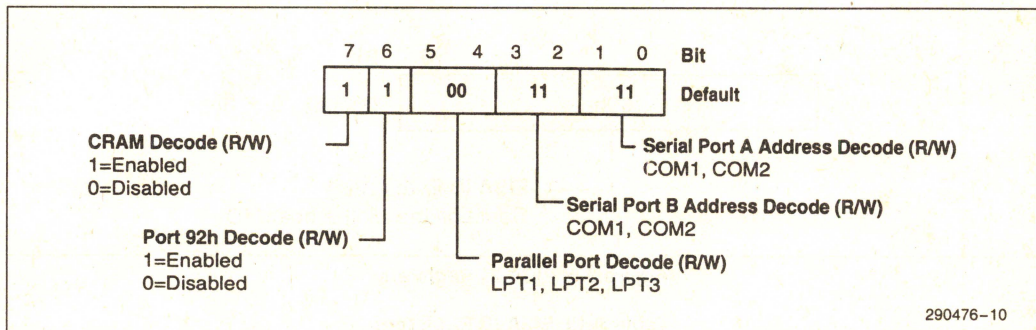 7 6 5 4 3 2 1 0 Bit
1 1 00 11 11 Default
CRAM Decode (R/W)
1=Enabled
0=Disabled
Serial Port A Address Decode (R/W)
COM1, COM2
Serial Port B Address Decode (R/W)
COM1, COM2
Port 92h Decode (R/W)
1=Enabled
0=Disabled
Parallel Port Decode (R/W)
LPT1, LPT2, LPT3
290476-10